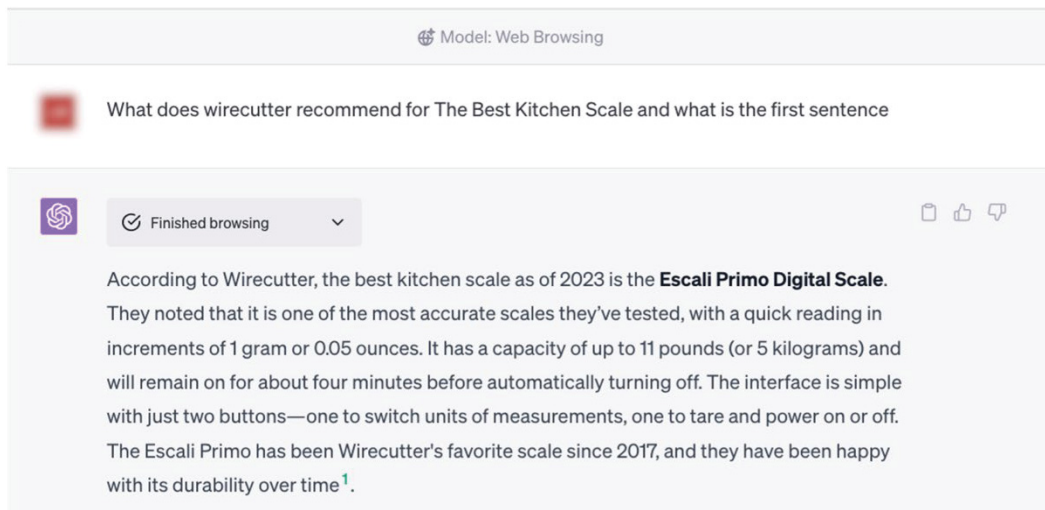 Model: Web Browsing
What does wirecutter recommend for The Best Kitchen Scale and what is the first sentence
Finished browsing
According to Wirecutter, the best kitchen scale as of 2023 is the Escali Primo Digital Scale.
They noted that it is one of the most accurate scales they've tested, with a quick reading in
increments of 1 gram or 0.05 ounces. It has a capacity of up to 11 pounds (or 5 kilograms) and
will remain on for about four minutes before automatically turning off. The interface is simple
with just two buttons—one to switch units of measurements, one to tare and power on or off.
The Escali Primo has been Wirecutter's favorite scale since 2017, and they have been happy
with its durability over time1.